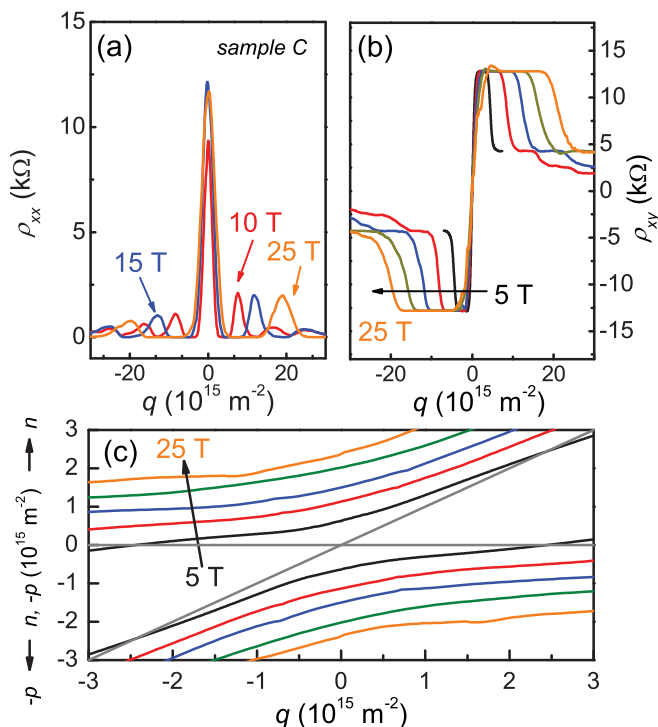 (a)
sample C
15
10
5
0
ρxx (kΩ)
15 T
10 T
25 T
-20
0
20
q (10¹⁵ m⁻²)
(b)
15
10
5
0
-5
-10
-15
ρxy (kΩ)
5 T
25 T
-20
0
20
q (10¹⁵ m⁻²)
(c)
25 T
5 T
3
2
1
0
-1
-2
-3
-p ← n, -p (10¹⁵ m⁻²) → n
-3
-2
-1
0
1
2
3
q (10¹⁵ m⁻²)